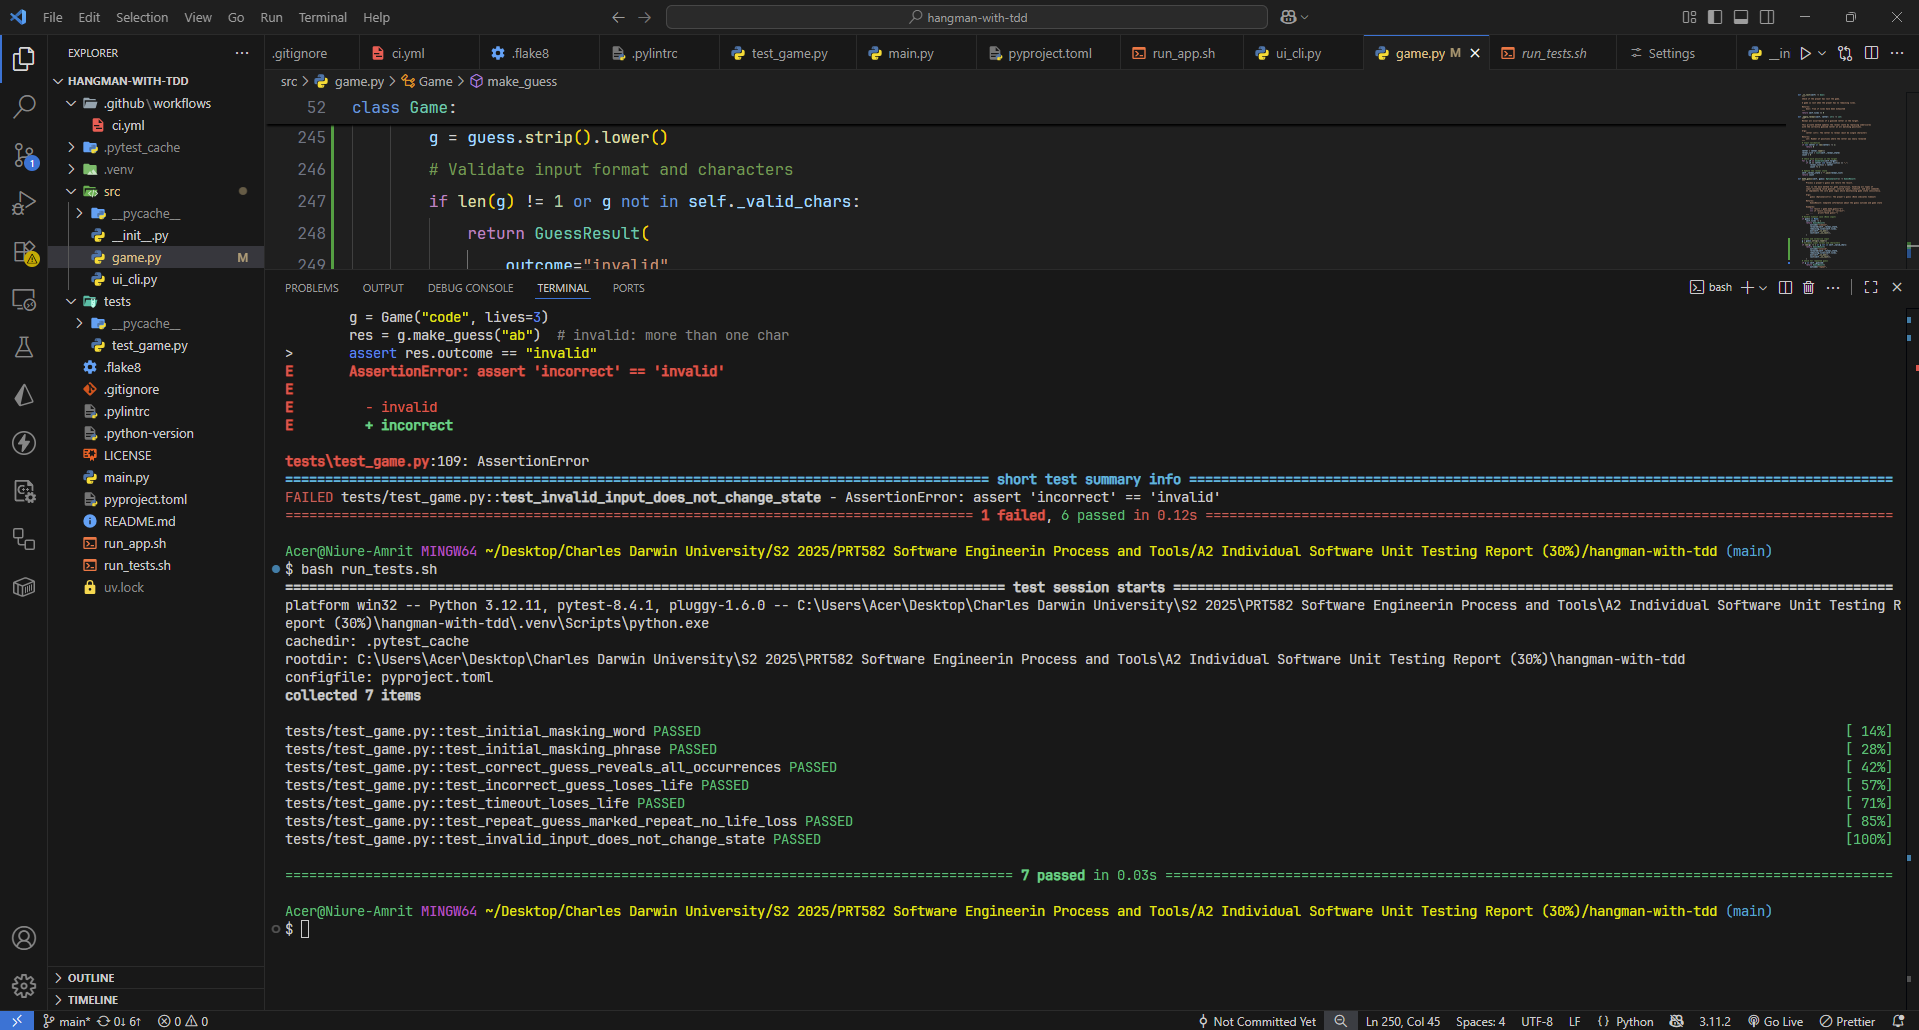 File Edit Selection View Go Run Terminal Help
hangman-with-tdd
EXPLORER
HANGMAN-WITH-TDD
.github\workflows
ci.yml
.pytest_cache
.venv
src
__pycache__
__init__.py
game.py M
ui_cli.py
tests
__pycache__
test_game.py
.flake8
.gitignore
.pylintrc
.python-version
LICENSE
main.py
pyproject.toml
README.md
run_app.sh
run_tests.sh
uv.lock
OUTLINE
TIMELINE
1
.gitignore ci.yml .flake8 .pylintrc test_game.py main.py pyproject.toml run_app.sh ui_cli.py game.py M run_tests.sh Settings __in
src > game.py > Game > make_guess
52 class Game:
245 g = guess.strip().lower()
246 # Validate input format and characters
247 if len(g) != 1 or g not in self._valid_chars:
248 return GuessResult(
249 outcome="invalid"
PROBLEMS OUTPUT DEBUG CONSOLE TERMINAL PORTS
bash
g = Game("code", lives=3)
res = g.make_guess("ab")  # invalid: more than one char
> assert res.outcome == "invalid"
E AssertionError: assert 'incorrect' == 'invalid'
E
E - invalid
E + incorrect
tests\test_game.py:109: AssertionError
short test summary info
FAILED tests/test_game.py::test_invalid_input_does_not_change_state - AssertionError: assert 'incorrect' == 'invalid'
1 failed, 6 passed in 0.12s
Acer@Niure-Amrit MINGW64 ~/Desktop/Charles Darwin University/S2 2025/PRT582 Software Engineerin Process and Tools/A2 Individual Software Unit Testing Report (30%)/hangman-with-tdd (main)
$ bash run_tests.sh
test session starts
platform win32 -- Python 3.12.11, pytest-8.4.1, pluggy-1.6.0 -- C:\Users\Acer\Desktop\Charles Darwin University\S2 2025\PRT582 Software Engineerin Process and Tools\A2 Individual Software Unit Testing R
eport (30%)\hangman-with-tdd\.venv\Scripts\python.exe
cachedir: .pytest_cache
rootdir: C:\Users\Acer\Desktop\Charles Darwin University\S2 2025\PRT582 Software Engineerin Process and Tools\A2 Individual Software Unit Testing Report (30%)\hangman-with-tdd
configfile: pyproject.toml
collected 7 items
tests/test_game.py::test_initial_masking_word PASSED [ 14%]
tests/test_game.py::test_initial_masking_phrase PASSED [ 28%]
tests/test_game.py::test_correct_guess_reveals_all_occurrences PASSED [ 42%]
tests/test_game.py::test_incorrect_guess_loses_life PASSED [ 57%]
tests/test_game.py::test_timeout_loses_life PASSED [ 71%]
tests/test_game.py::test_repeat_guess_marked_repeat_no_life_loss PASSED [ 85%]
tests/test_game.py::test_invalid_input_does_not_change_state PASSED [100%]
7 passed in 0.03s
Acer@Niure-Amrit MINGW64 ~/Desktop/Charles Darwin University/S2 2025/PRT582 Software Engineerin Process and Tools/A2 Individual Software Unit Testing Report (30%)/hangman-with-tdd (main)
$
main* 0↓ 6↑ 0 0 Not Committed Yet Ln 250, Col 45 Spaces: 4 UTF-8 LF {} Python 3.11.2 Go Live Prettier